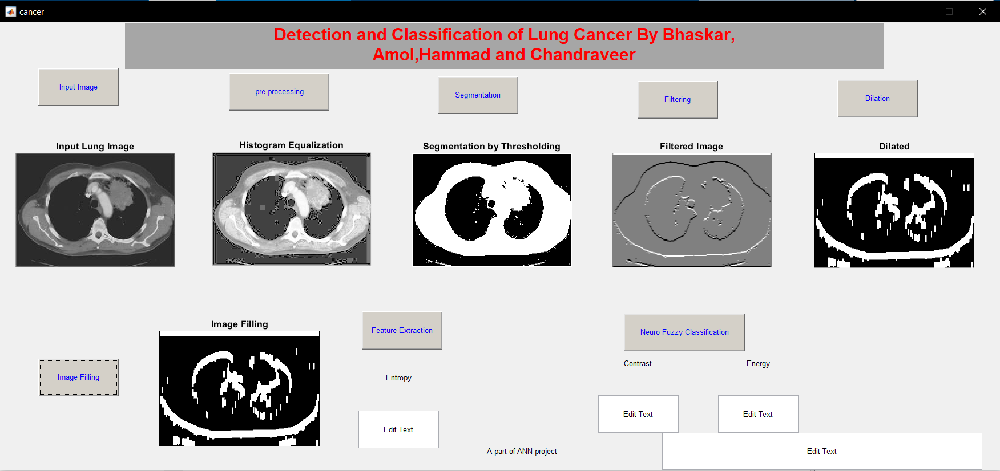 cancer
Detection and Classification of Lung Cancer By Bhaskar,
Amol,Hammad and Chandraveer
Input Image
pre-processing
Segmentation
Filtering
Dilation
Input Lung Image
Histogram Equalization
Segmentation by Thresholding
Filtered Image
Dilated
Image Filling
Feature Extraction
Neuro Fuzzy Classification
Contrast
Energy
Image Filling
Entropy
Edit Text
Edit Text
Edit Text
A part of ANN project
Edit Text